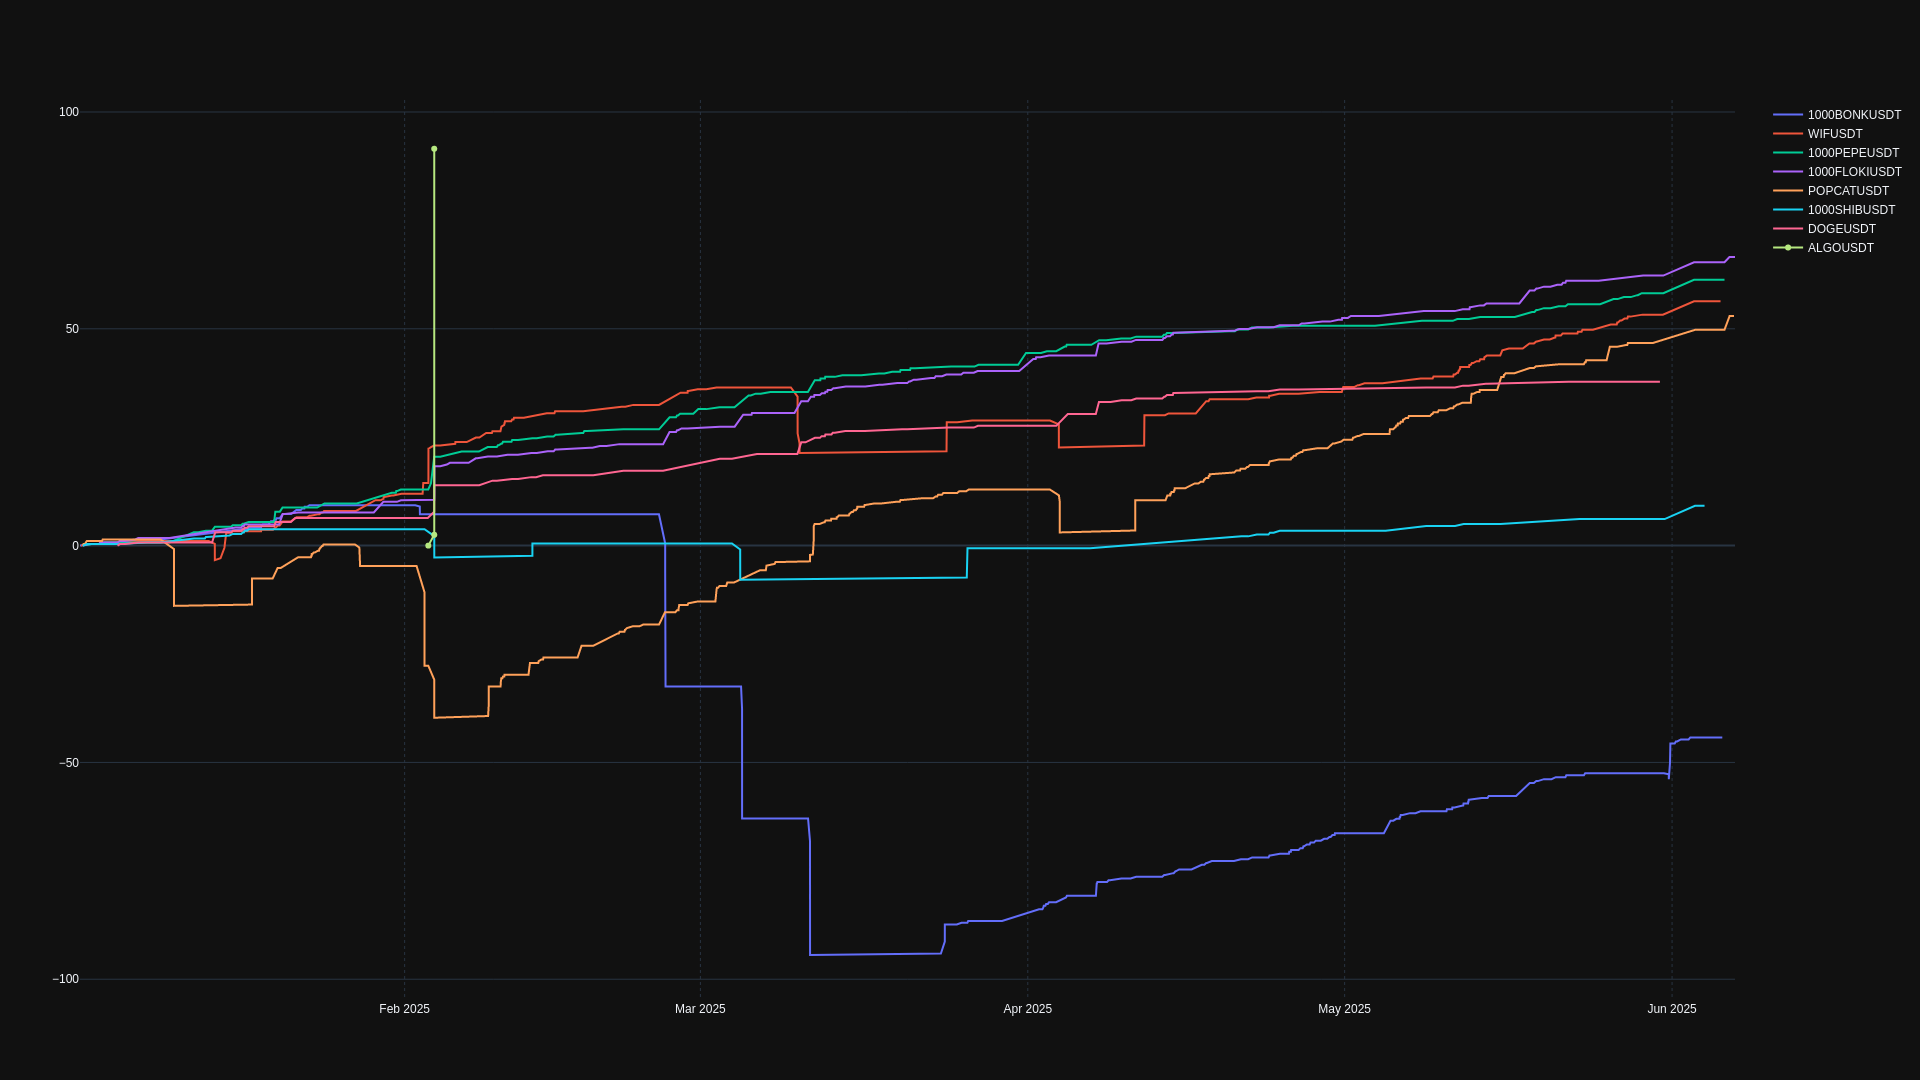 100
50
0
−50
−100
Feb 2025
Mar 2025
Apr 2025
May 2025
Jun 2025
1000BONKUSDT
WIFUSDT
1000PEPEUSDT
1000FLOKIUSDT
POPCATUSDT
1000SHIBUSDT
DOGEUSDT
ALGOUSDT